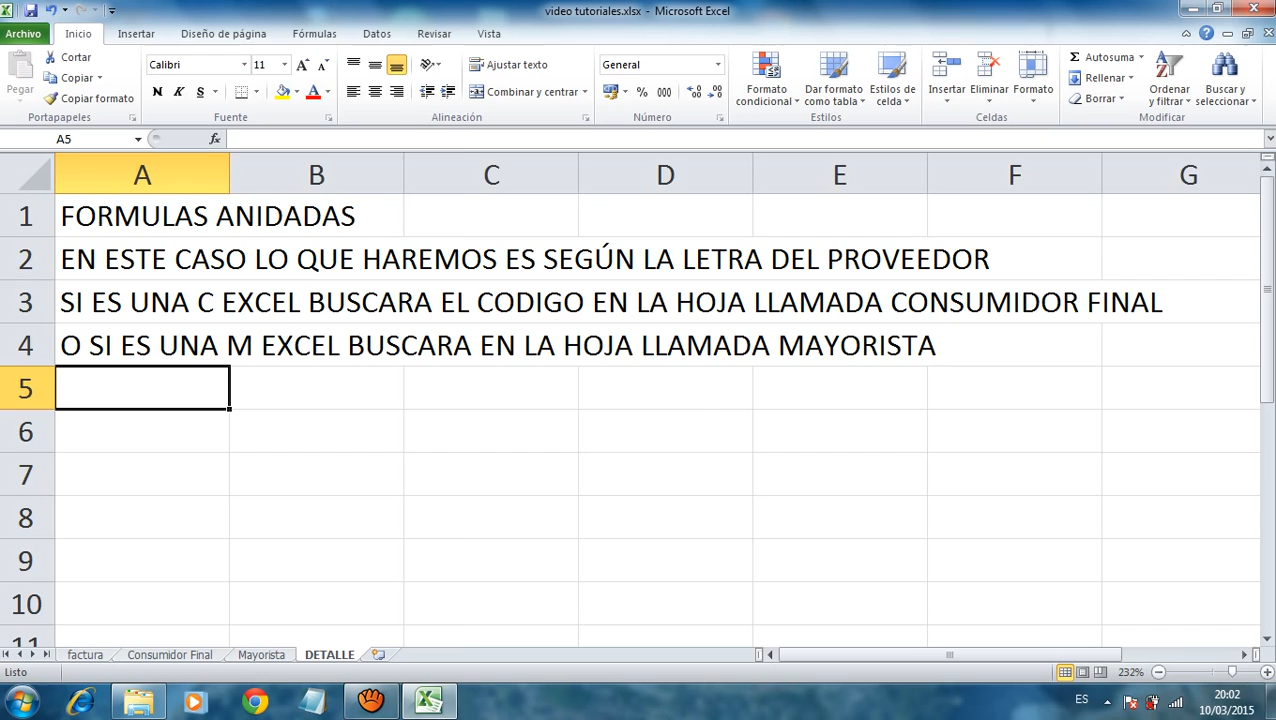 video tutoriales.xlsx - Microsoft Excel
Archivo Inicio Insertar Diseño de página Fórmulas Datos Revisar Vista
Pegar
Cortar
Copiar
Copiar formato
Portapapeles
Calibri 11
N K S
Fuente
Ajustar texto
Combinar y centrar
Alineación
General
% 000
Número
Formato condicional
Dar formato como tabla
Estilos de celda
Estilos
Insertar
Eliminar
Formato
Celdas
Autosuma
Rellenar
Borrar
Ordenar y filtrar
Buscar y seleccionar
Modificar
A5 fx
A B C D E F G
1 FORMULAS ANIDADAS
2 EN ESTE CASO LO QUE HAREMOS ES SEGÚN LA LETRA DEL PROVEEDOR
3 SI ES UNA C EXCEL BUSCARA EL CODIGO EN LA HOJA LLAMADA CONSUMIDOR FINAL
4 O SI ES UNA M EXCEL BUSCARA EN LA HOJA LLAMADA MAYORISTA
5
6
7
8
9
10
11
factura Consumidor Final Mayorista DETALLE
Listo 232%
ES 20:02
10/03/2015